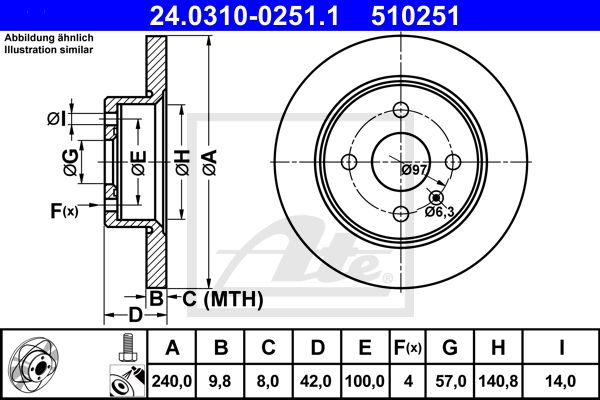 24.0310-0251.1 510251
Abbildung ähnlich
Illustration similar
ØI
ØG
ØE
ØH
ØA
F(x)
Ø97
Ø6,3
B
C (MTH)
D
Ate
®
A B C D E F(x) G H I
240,0 9,8 8,0 42,0 100,0 4 57,0 140,8 14,0